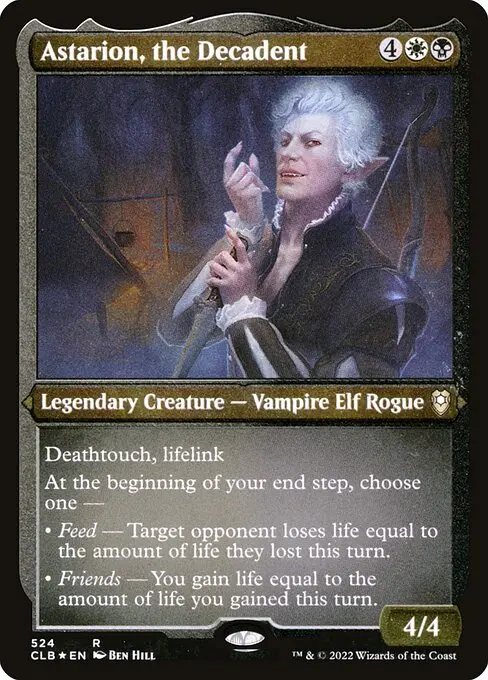 Astarion, the Decadent 4
Legendary Creature — Vampire Elf Rogue
Deathtouch, lifelink
At the beginning of your end step, choose
one —
• Feed — Target opponent loses life equal to
the amount of life they lost this turn.
• Friends — You gain life equal to the
amount of life you gained this turn.
4/4
524 R
CLB ★ EN Ben Hill ™ & © 2022 Wizards of the Coast